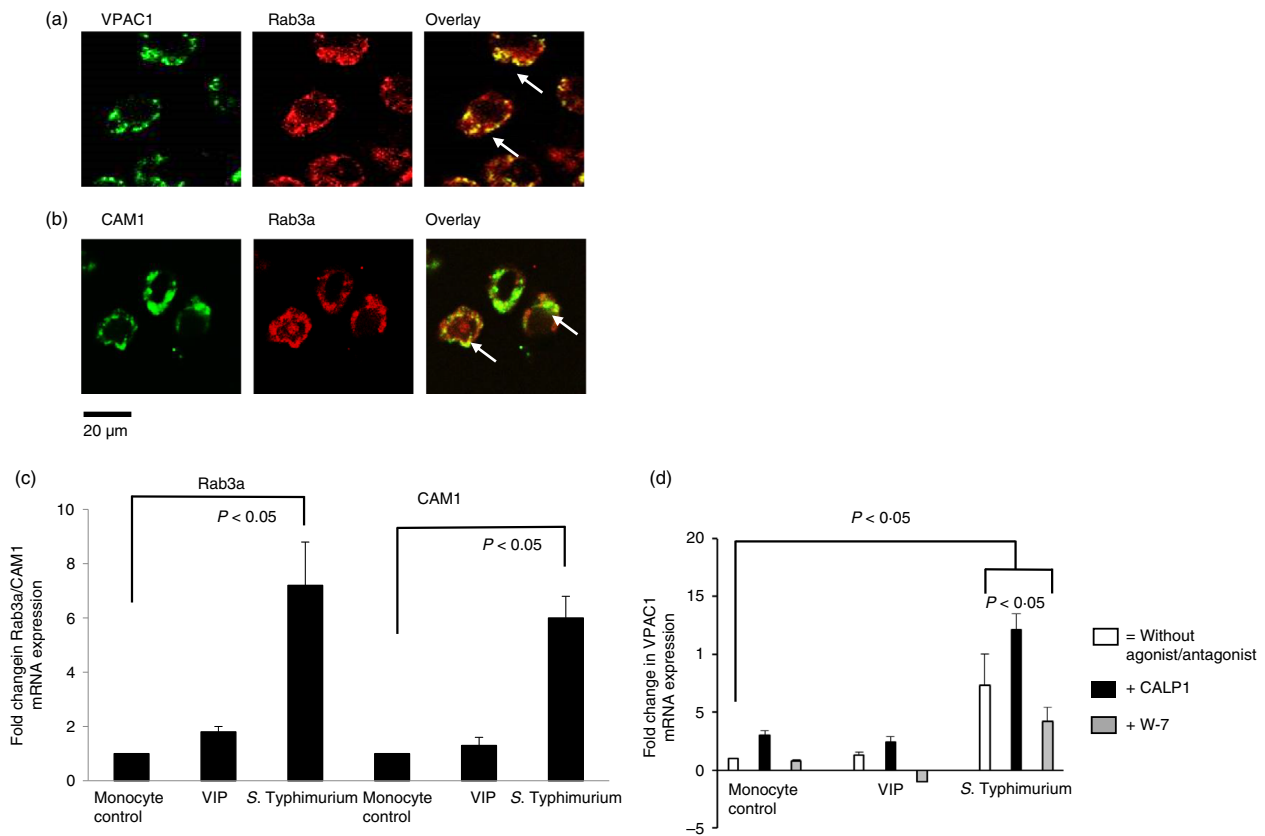 (a) VPAC1 Rab3a Overlay
(b) CAM1 Rab3a Overlay
20 µm
(c)
Rab3a
CAM1
P < 0.05
P < 0.05
Fold changein Rab3a/CAM1
mRNA expression
10
8
6
4
2
0
Monocyte
control
VIP
S. Typhimurium
Monocyte
control
VIP
S. Typhimurium
(d)
P < 0·05
P < 0·05
Fold change in VPAC1
mRNA expression
20
15
1
5
0
–5
Monocyte
control
VIP
S. Typhimurium
= Without
agonist/antagonist
+ CALP1
+ W-7